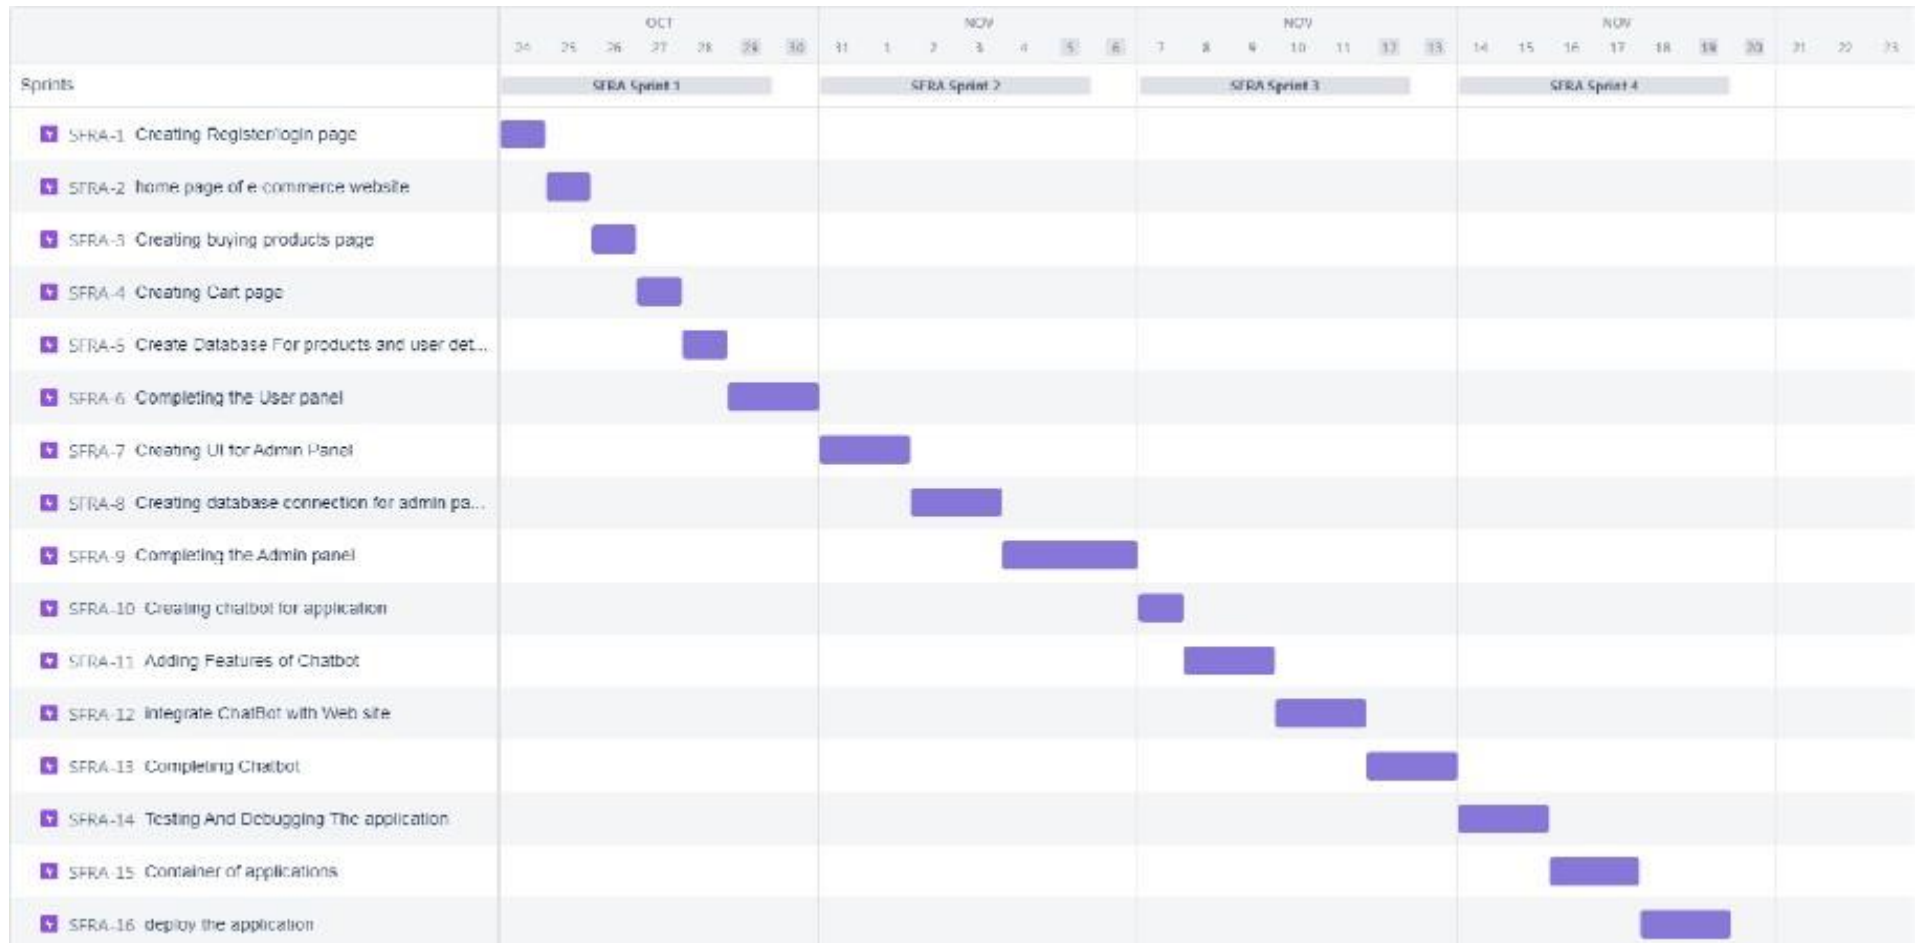 OCT NOV NOV NOV
24 25 26 27 28 29 30 31 1 2 3 4 5 6 7 8 9 10 11 12 13 14 15 16 17 18 19 20 21 22 23
Sprints SFRA Sprint 1 SFRA Sprint 2 SFRA Sprint 3 SFRA Sprint 4
SFRA-1 Creating Register/login page
SFRA-2 home page of e commerce website
SFRA-3 Creating buying products page
SFRA-4 Creating Cart page
SFRA-5 Create Database For products and user det...
SFRA-6 Completing the User panel
SFRA-7 Creating UI for Admin Panel
SFRA-8 Creating database connection for admin pa...
SFRA-9 Completing the Admin panel
SFRA-10 Creating chatbot for application
SFRA-11 Adding Features of Chatbot
SFRA-12 Integrate ChatBot with Web site
SFRA-13 Completing Chatbot
SFRA-14 Testing And Debugging The application
SFRA-15 Container of applications
SFRA-16 deploy the application